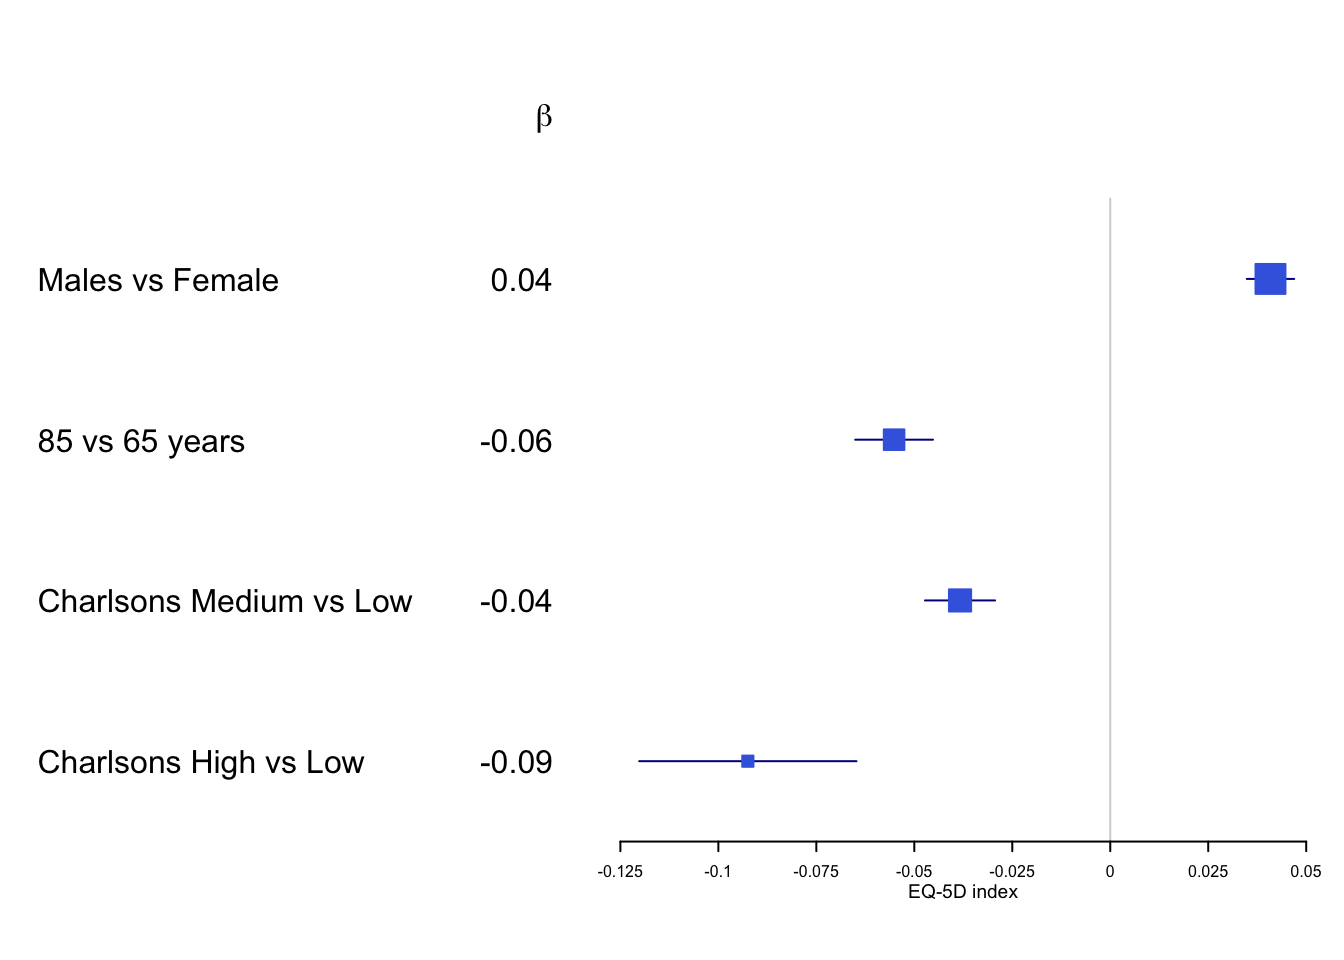 β
Males vs Female 0.04
85 vs 65 years -0.06
Charlsons Medium vs Low -0.04
Charlsons High vs Low -0.09
-0.125 -0.1 -0.075 -0.05 -0.025 0 0.025 0.05
EQ-5D index